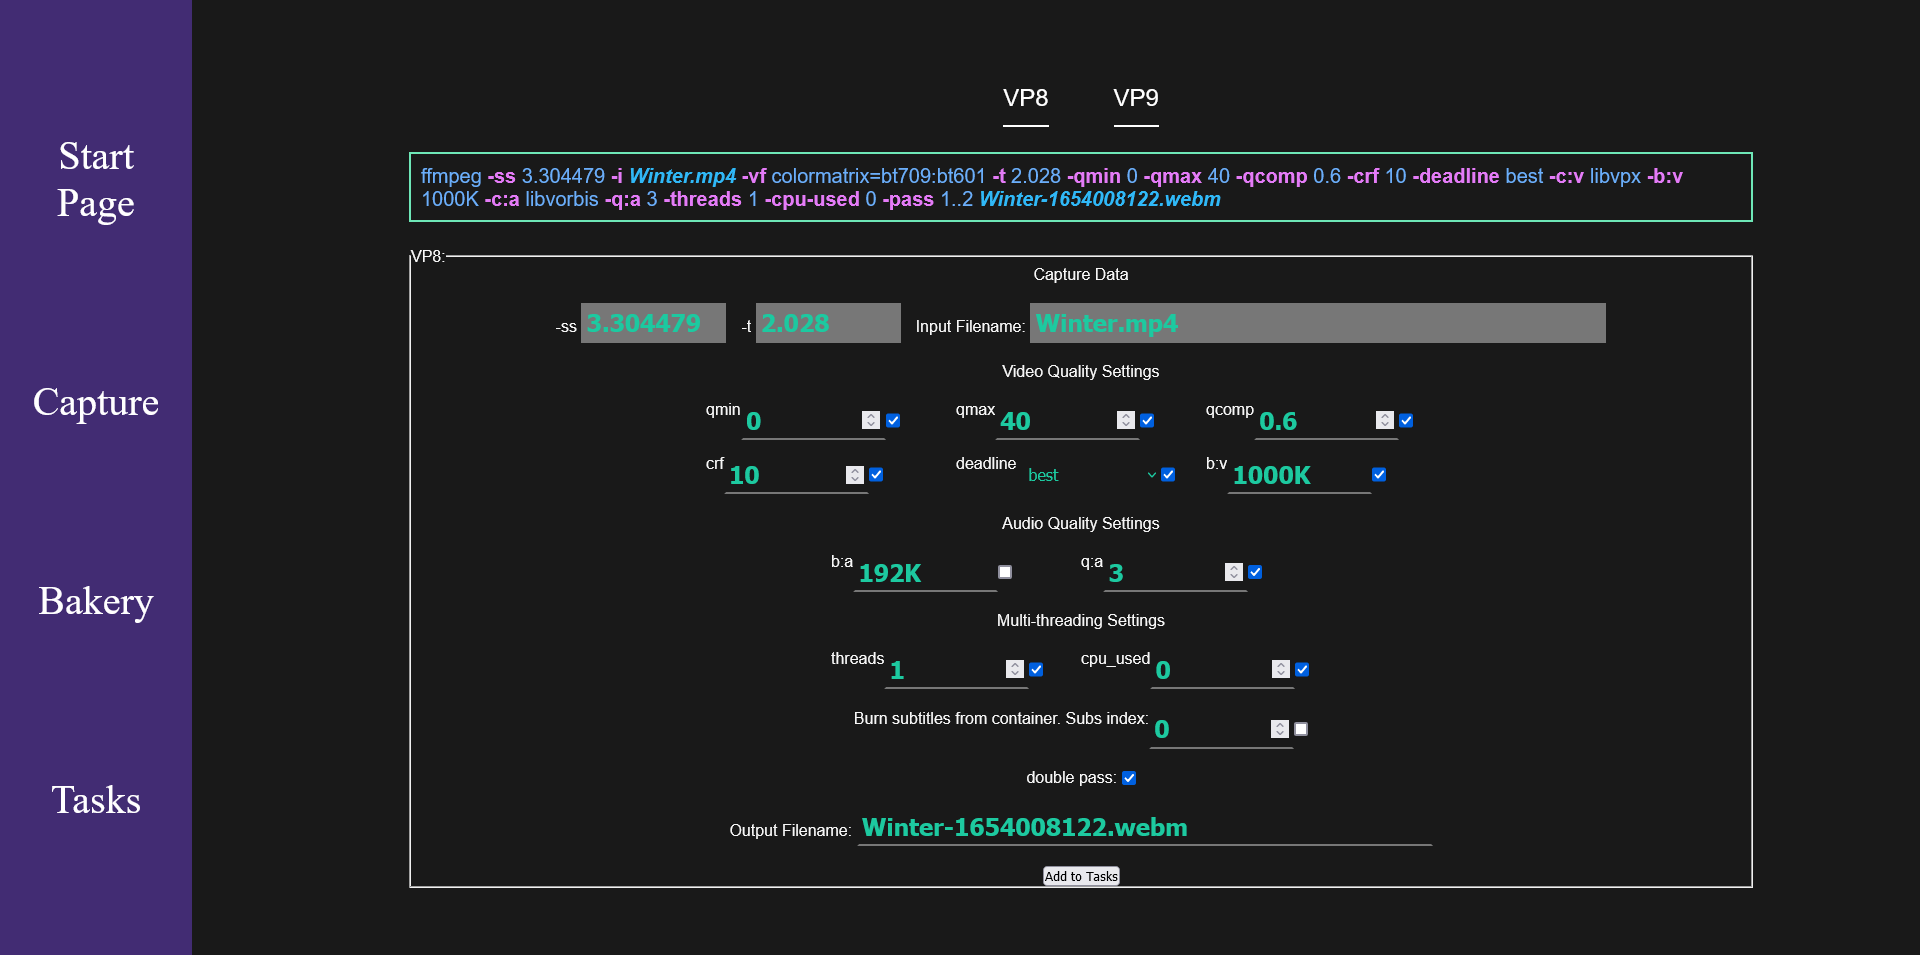 Start
Page
Capture
Bakery
Tasks
VP8 VP9
ffmpeg -ss 3.304479 -i Winter.mp4 -vf colormatrix=bt709:bt601 -t 2.028 -qmin 0 -qmax 40 -qcomp 0.6 -crf 10 -deadline best -c:v libvpx -b:v
1000K -c:a libvorbis -q:a 3 -threads 1 -cpu-used 0 -pass 1..2 Winter-1654008122.webm
VP8:
Capture Data
-ss 3.304479 -t 2.028 Input Filename: Winter.mp4
Video Quality Settings
qmin 0 qmax 40 qcomp 0.6
crf 10 deadline best b:v 1000K
Audio Quality Settings
b:a 192K q:a 3
Multi-threading Settings
threads 1 cpu_used 0
Burn subtitles from container. Subs index: 0
double pass:
Output Filename: Winter-1654008122.webm
Add to Tasks